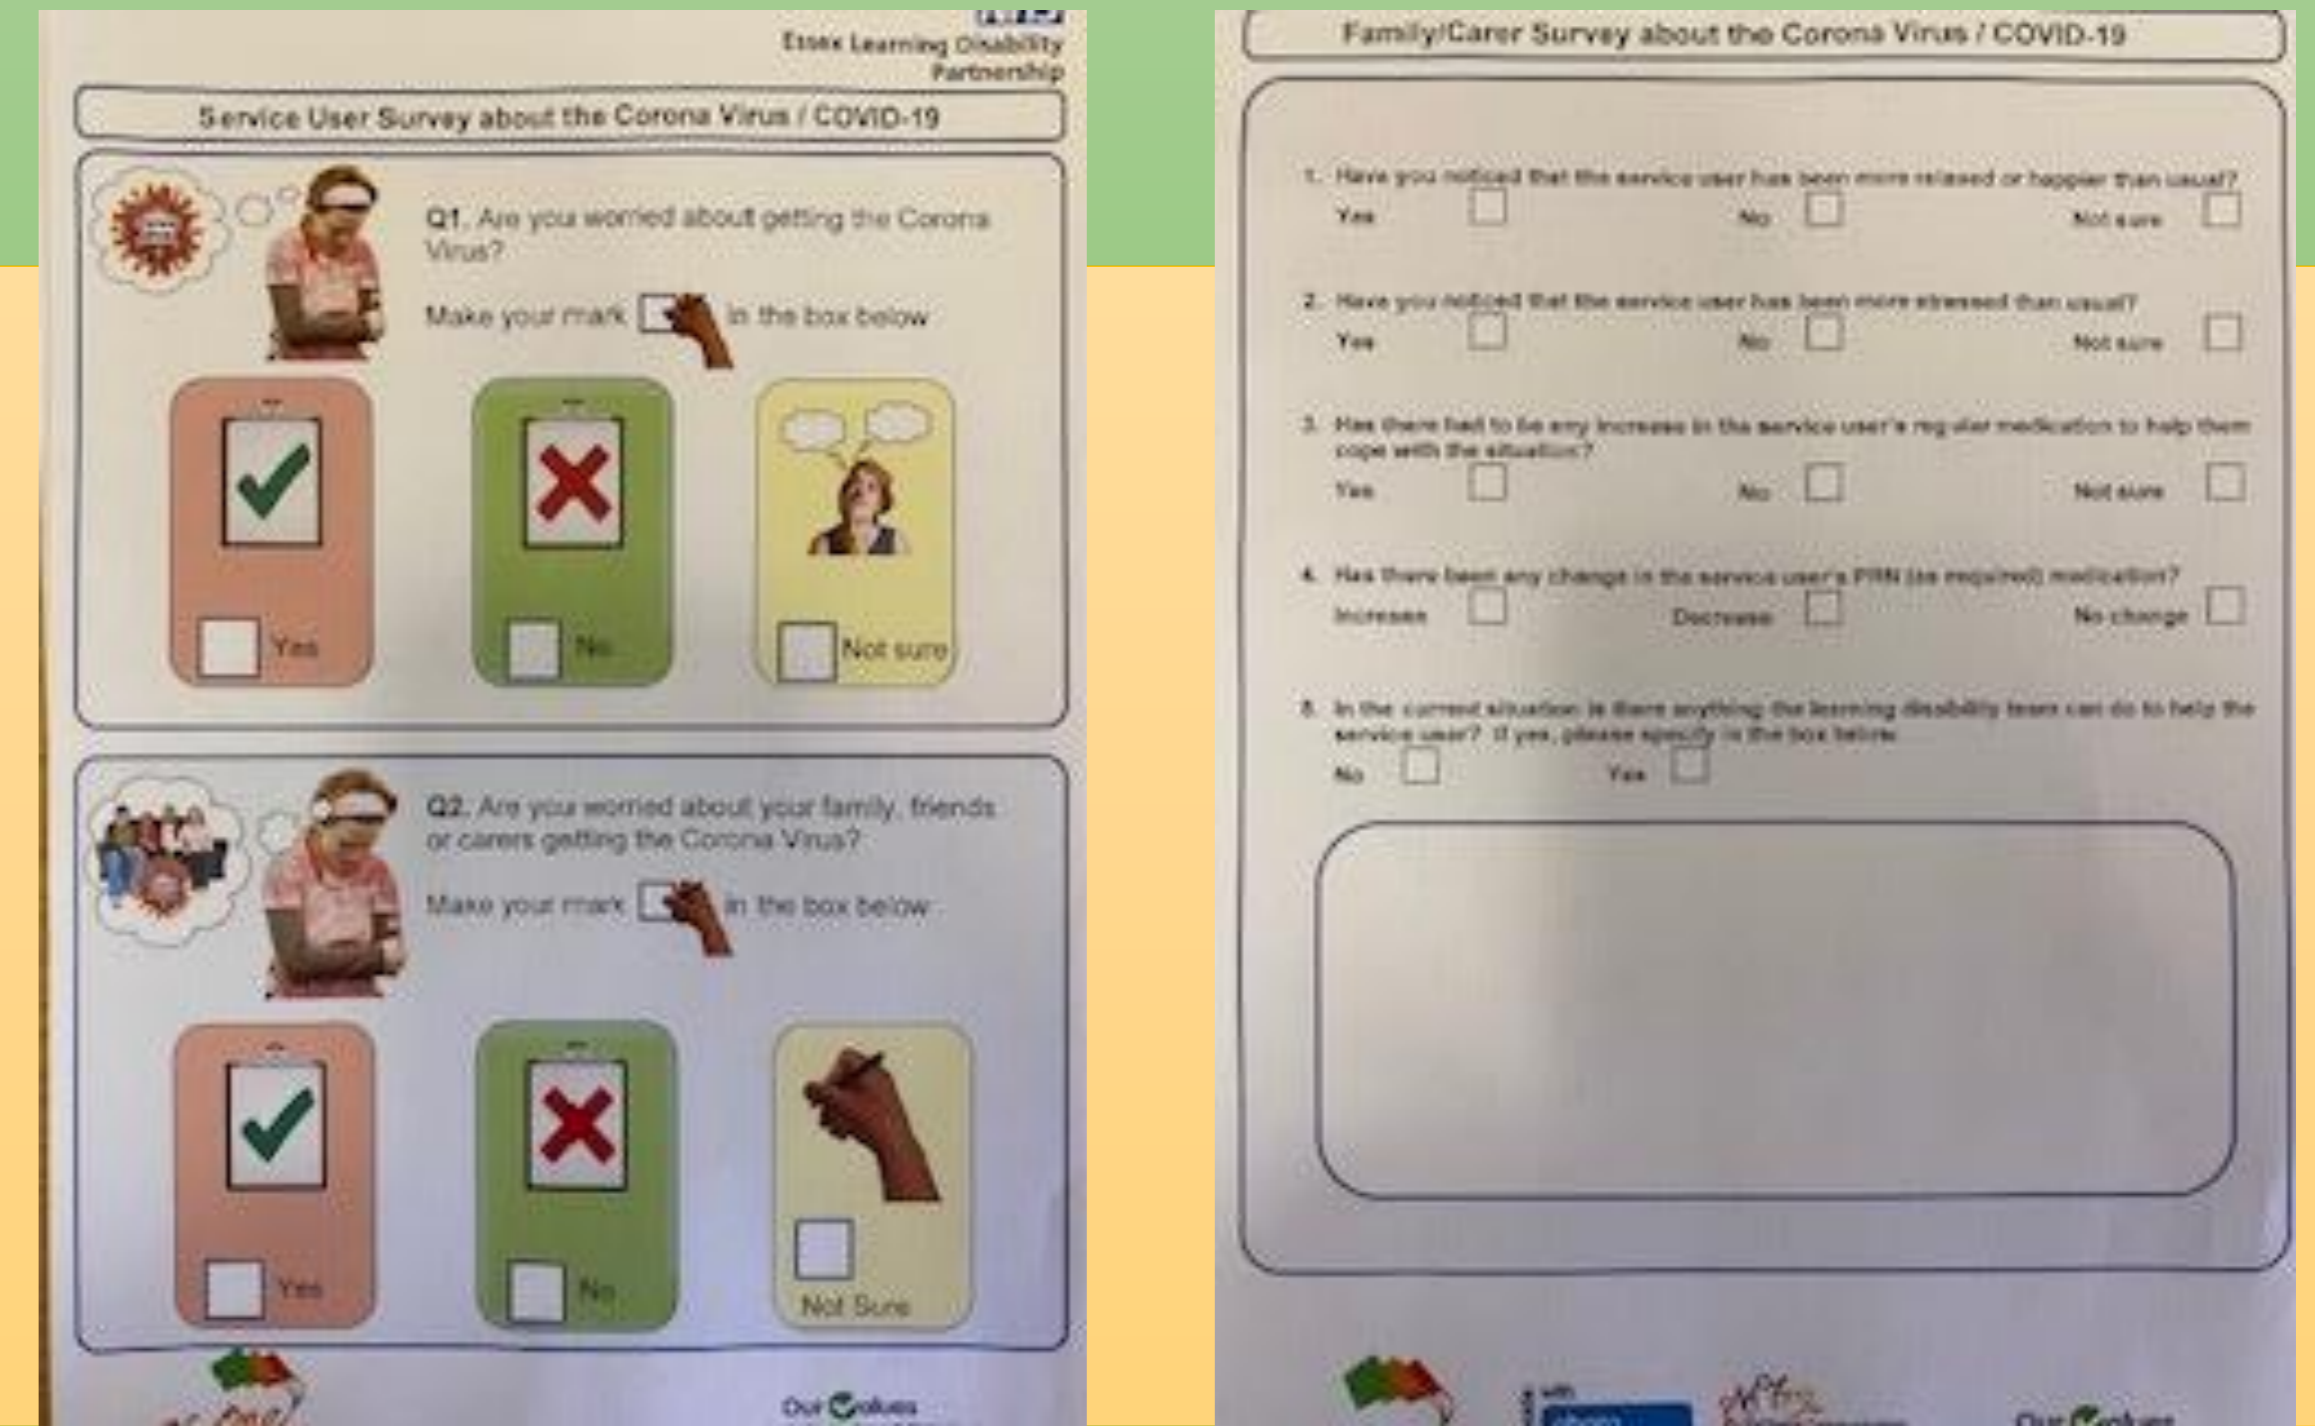 Essex Learning Disability
Partnership
Service User Survey about the Corona Virus / COVID-19
Q1. Are you worried about getting the Corona
Virus?
Make your mark in the box below
Yes
No
Not sure
Q2. Are you worried about your family, friends
or carers getting the Corona Virus?
Make your mark in the box below
Yes
No
Not Sure
Our Values
Family/Carer Survey about the Corona Virus / COVID-19
1. Have you noticed that the service user has been more relaxed or happier than usual?
Yes No Not sure
2. Have you noticed that the service user has been more stressed than usual?
Yes No Not sure
3. Has there had to be any increase in the service user's regular medication to help them
cope with the situation?
Yes No Not sure
4. Has there been any change in the service user's PRN (as required) medication?
Increase Decrease No change
5. In the current situation is there anything the learning disability team can do to help the
service user? If yes, please specify in the box below
No Yes
with
Our Values